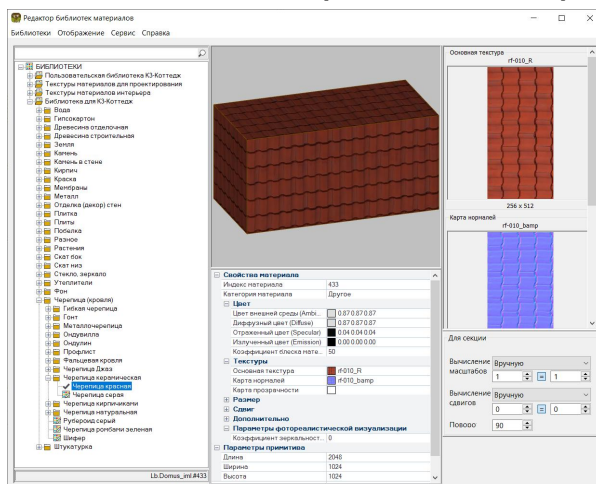 Редактор библиотек материалов
Библиотеки Отображение Сервис Справка
БИБЛИОТЕКИ
Пользовательская библиотека К3-Коттедж
Текстуры материалов для проектирования
Текстуры материалов интерьера
Библиотека для К3-Коттедж
Вода
Гипсокартон
Древесина отделочная
Древесина строительная
Земля
Камень
Камень в стене
Кирпич
Краска
Мембраны
Металл
Отделка (декор) стен
Плитка
Плиты
Побелка
Разное
Растения
Скат бок
Скат низ
Стекло, зеркало
Утеплители
Фон
Черепица (кровля)
Гибкая черепица
Гонт
Металлочерепица
Ондувилла
Ондулин
Профлист
Фальцевая кровля
Черепица Джаз
Черепица керамическая
Черепица красная
Черепица серая
Черепица кирпичиками
Черепица натуральная
Рубероид серый
Черепица ромбами зеленая
Шифер
Штукатурка
Lb.Domus_iml:#433
Свойства материала
Индекс материала 433
Категория материала Другое
Цвет
Цвет внешней среды (Ambi... 0.87 0.87 0.87
Диффузный цвет (Diffuse) 0.87 0.87 0.87
Отраженный цвет (Specular) 0.04 0.04 0.04
Излученный цвет (Emission) 0.00 0.00 0.00
Коэффициент блеска мате... 50
Текстуры
Основная текстура rf-010_R
Карта нормалей rf-010_bamp
Карта прозрачности
Размер
Сдвиг
Дополнительно
Параметры фотореалистической визуализации
Коэффициент зеркальност... 0
Параметры примитива
Длина 2048
Ширина 1024
Высота 1024
Основная текстура
rf-010_R
256 x 512
Карта нормалей
rf-010_bamp
Для секции
Вычисление масштабов Вручную
1 = 1
Вычисление сдвигов Вручную
0 = 0
90